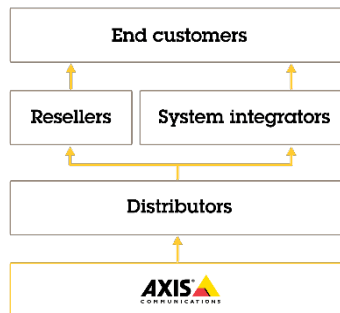 End customers
Resellers
System integrators
Distributors
AXIS
COMMUNICATIONS